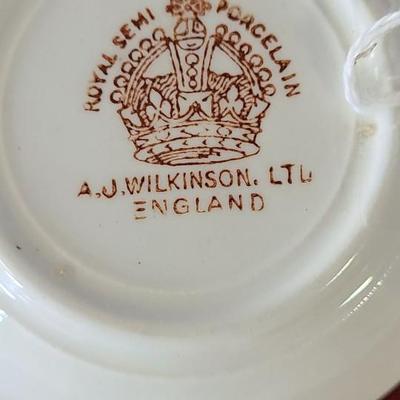 ROYAL SEMI PORCELAIN
A.J. WILKINSON. LTD
ENGLAND